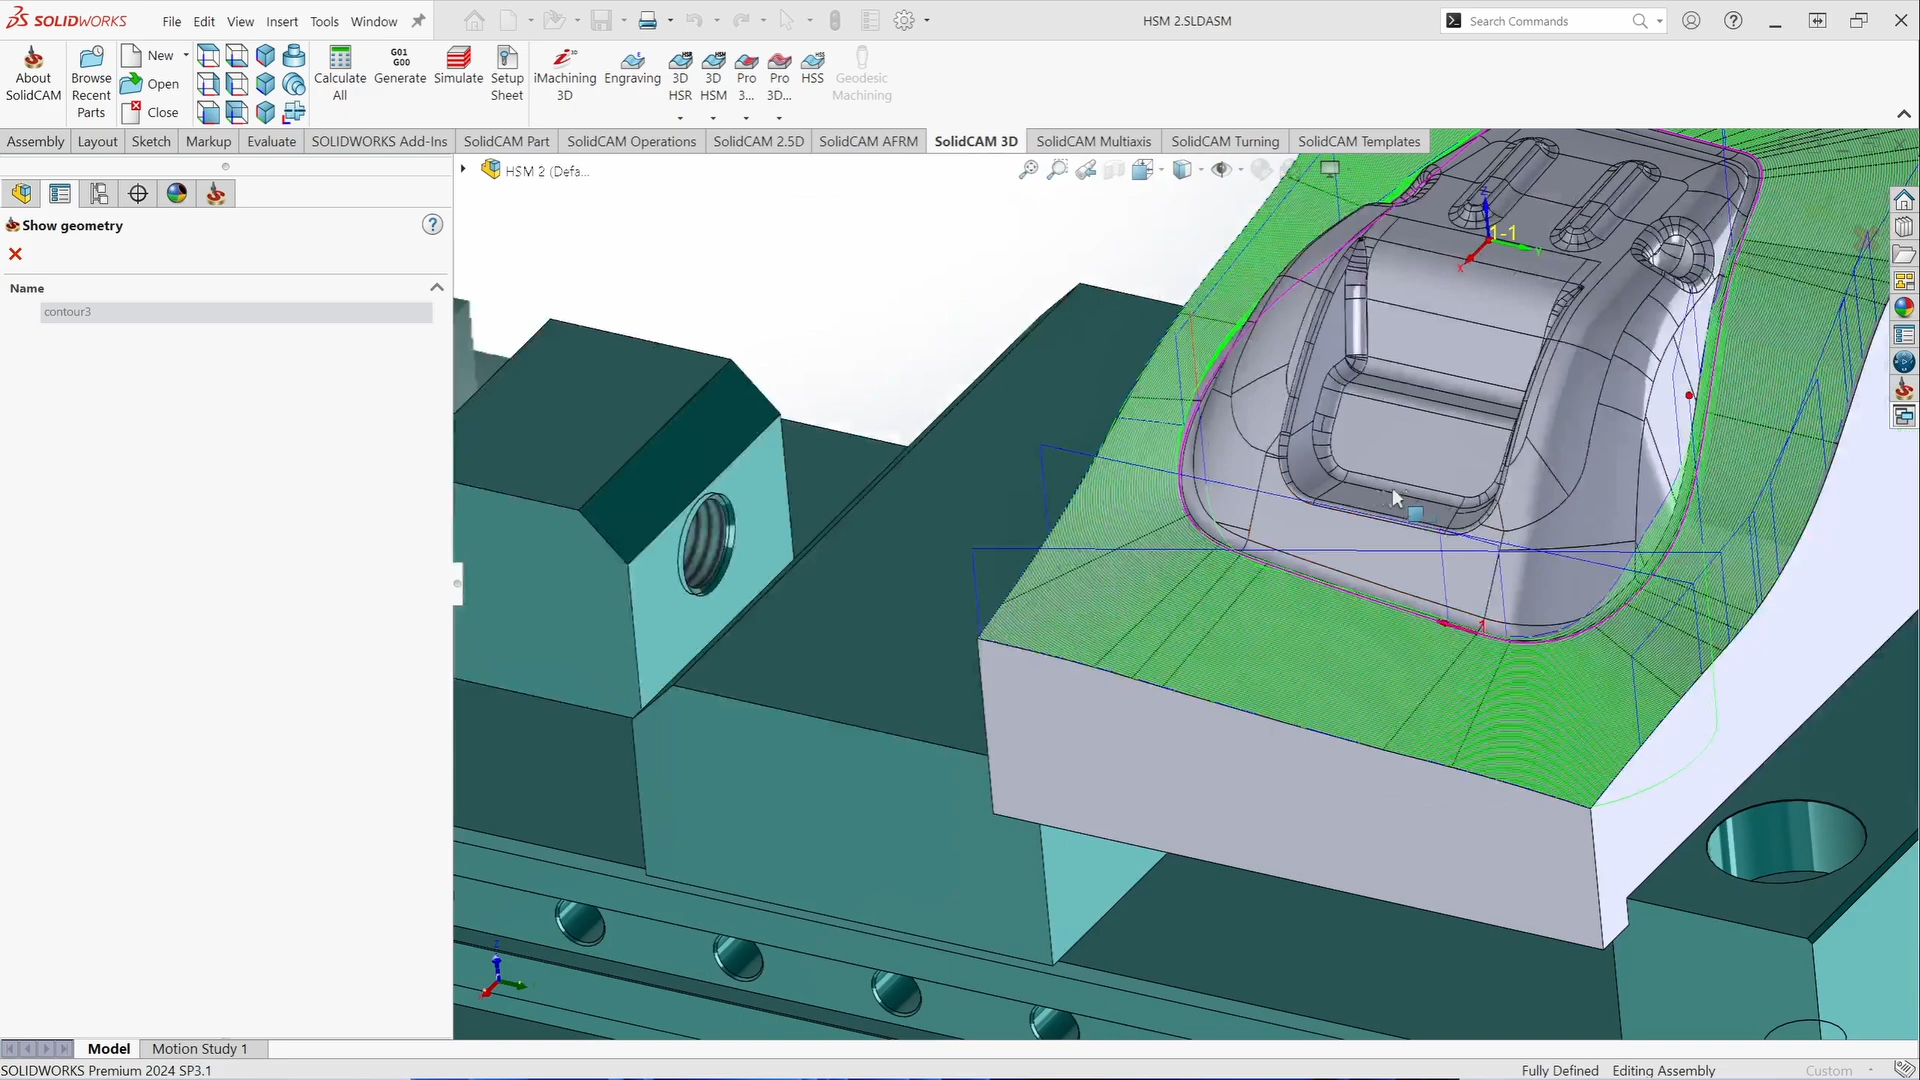 SOLIDWORKS
File Edit View Insert Tools Window
HSM 2.SLDASM
Search Commands
About SolidCAM
Browse Recent Parts
New
Open
Close
Calculate All
G01 G00
Generate
Simulate
Setup Sheet
iMachining 3D
Engraving
3D HSR
3D HSM
Pro 3...
Pro 3D...
HSS
Geodesic Machining
Assembly Layout Sketch Markup Evaluate SOLIDWORKS Add-Ins SolidCAM Part SolidCAM Operations SolidCAM 2.5D SolidCAM AFRM SolidCAM 3D SolidCAM Multiaxis SolidCAM Turning SolidCAM Templates
HSM 2 (Defa...
Show geometry
Name
contour3
Z
1-1
Y
X
1
Z
Model Motion Study 1
SOLIDWORKS Premium 2024 SP3.1
Fully Defined Editing Assembly Custom